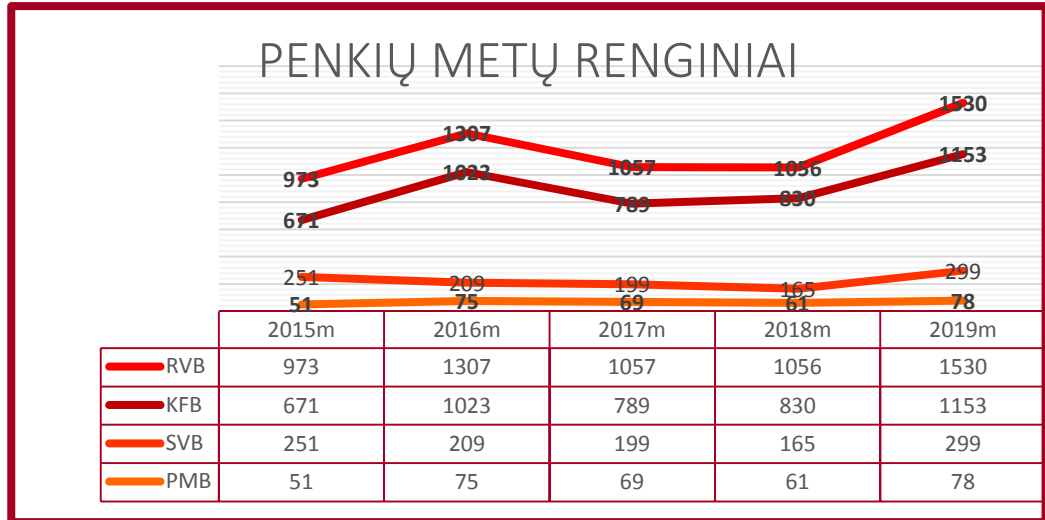 PENKIŲ METŲ RENGINIAI
973 1307 1057 1056 1530
671 1023 789 830 1153
251 209 199 165 299
51 75 69 61 78
2015m 2016m 2017m 2018m 2019m
RVB 973 1307 1057 1056 1530
KFB 671 1023 789 830 1153
SVB 251 209 199 165 299
PMB 51 75 69 61 78